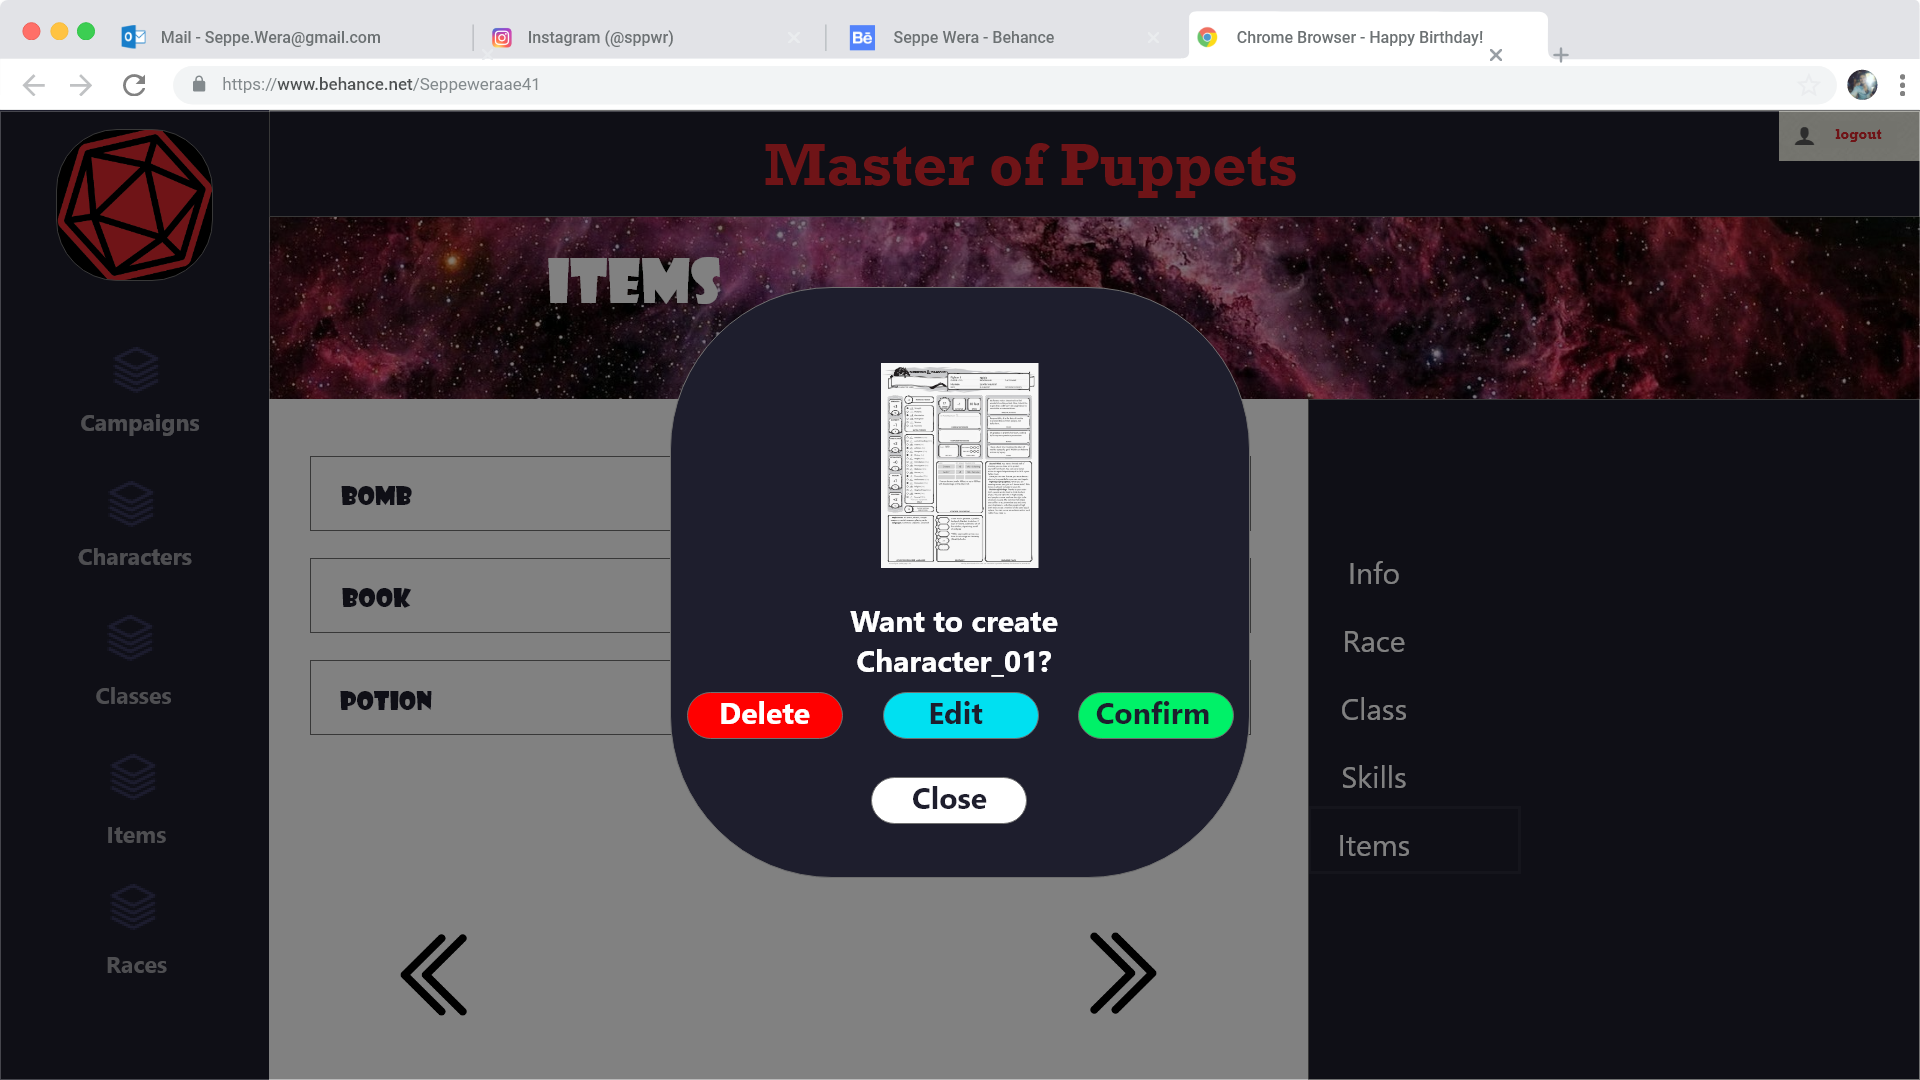 Mail - Seppe.Wera@gmail.com
Instagram (@sppwr)
Bē
Seppe Wera - Behance
Chrome Browser - Happy Birthday!
https://www.behance.net/Seppeweraae41
Master of Puppets
logout
ITEMS
Campaigns
Characters
Classes
Items
Races
BOMB
BOOK
POTION
Want to create
Character_01?
Delete
Edit
Confirm
Close
Info
Race
Class
Skills
Items